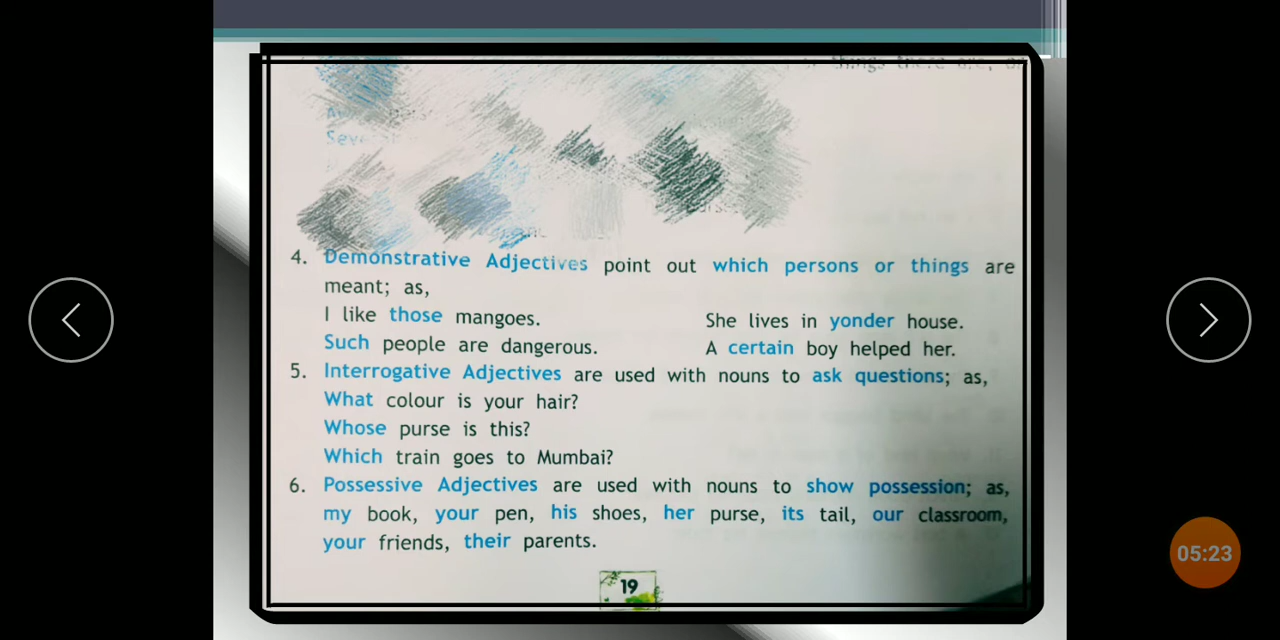 things there are,
4. Demonstrative Adjectives point out which persons or things are
meant; as,
I like those mangoes. She lives in yonder house.
Such people are dangerous. A certain boy helped her.
5. Interrogative Adjectives are used with nouns to ask questions; as,
What colour is your hair?
Whose purse is this?
Which train goes to Mumbai?
6. Possessive Adjectives are used with nouns to show possession; as,
my book, your pen, his shoes, her purse, its tail, our classroom,
your friends, their parents.
19
05:23